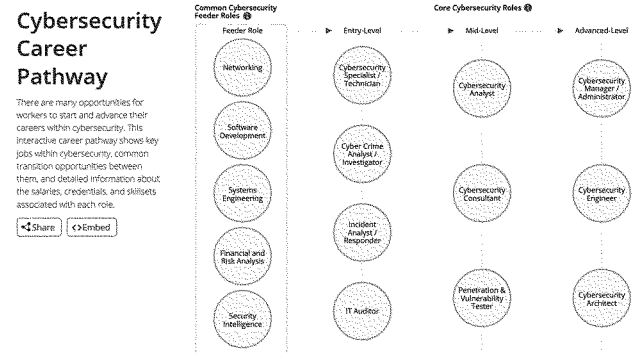 Cybersecurity
Career
Pathway
There are many opportunities for
workers to start and advance their
careers within cybersecurity. This
interactive career pathway shows key
jobs within cybersecurity, common
transition opportunities between
them, and detailed information about
the salaries, credentials, and skillsets
associated with each role.
Share
Embed
Common Cybersecurity
Feeder Roles
Core Cybersecurity Roles
Feeder Role
Entry-Level
Mid-Level
Advanced-Level
Networking
Software
Development
Systems
Engineering
Financial and
Risk Analysis
Security
Intelligence
Cybersecurity
Specialist /
Technician
Cyber Crime
Analyst /
Investigator
Incident
Analyst /
Responder
IT Auditor
Cybersecurity
Analyst
Cybersecurity
Consultant
Penetration &
Vulnerability
Tester
Cybersecurity
Manager /
Administrator
Cybersecurity
Engineer
Cybersecurity
Architect